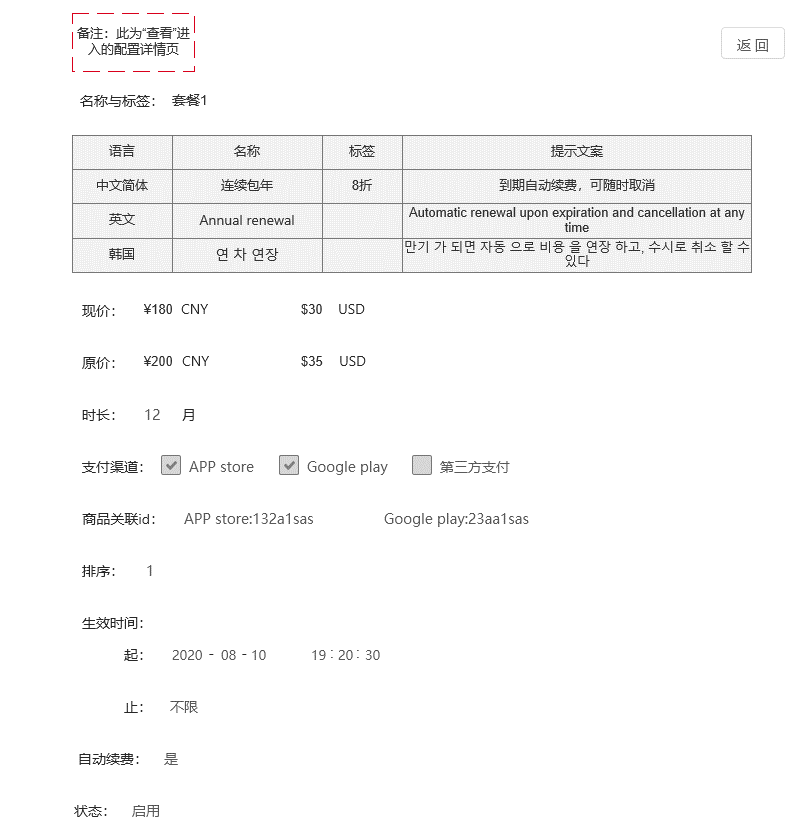 备注：此为“查看”进
入的配置详情页
返 回
名称与标签： 套餐1
语言 名称 标签 提示文案
中文简体 连续包年 8折 到期自动续费，可随时取消
英文 Annual renewal Automatic renewal upon expiration and cancellation at any
time
韩国 연 차 연장 만기 가 되면 자동 으로 비용 을 연장 하고, 수시로 취소 할 수
있다
现价： ¥180 CNY $30 USD
原价： ¥200 CNY $35 USD
时长： 12 月
支付渠道： APP store Google play 第三方支付
商品关联id： APP store:132a1sas Google play:23aa1sas
排序： 1
生效时间：
起： 2020 - 08 - 10 19 : 20 : 30
止： 不限
自动续费： 是
状态： 启用